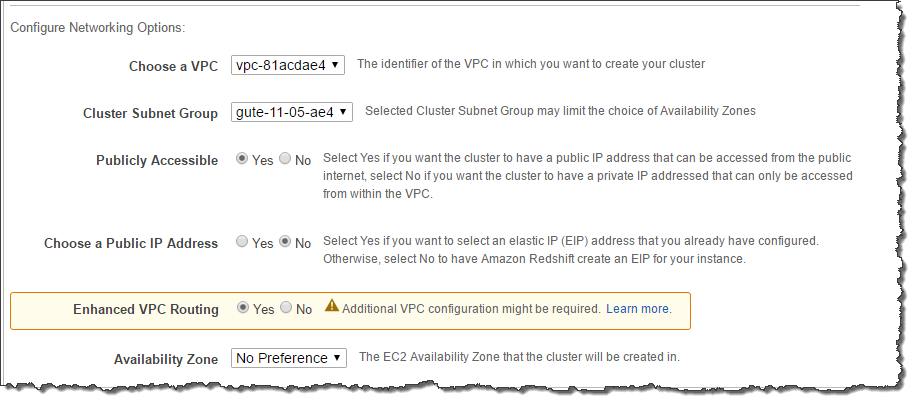 Configure Networking Options:
Choose a VPC vpc-81acdae4 The identifier of the VPC in which you want to create your cluster
Cluster Subnet Group gute-11-05-ae4 Selected Cluster Subnet Group may limit the choice of Availability Zones
Publicly Accessible Yes No Select Yes if you want the cluster to have a public IP address that can be accessed from the public
internet, select No if you want the cluster to have a private IP addressed that can only be accessed
from within the VPC.
Choose a Public IP Address Yes No Select Yes if you want to select an elastic IP (EIP) address that you already have configured.
Otherwise, select No to have Amazon Redshift create an EIP for your instance.
Enhanced VPC Routing Yes No Additional VPC configuration might be required. Learn more.
Availability Zone No Preference The EC2 Availability Zone that the cluster will be created in.